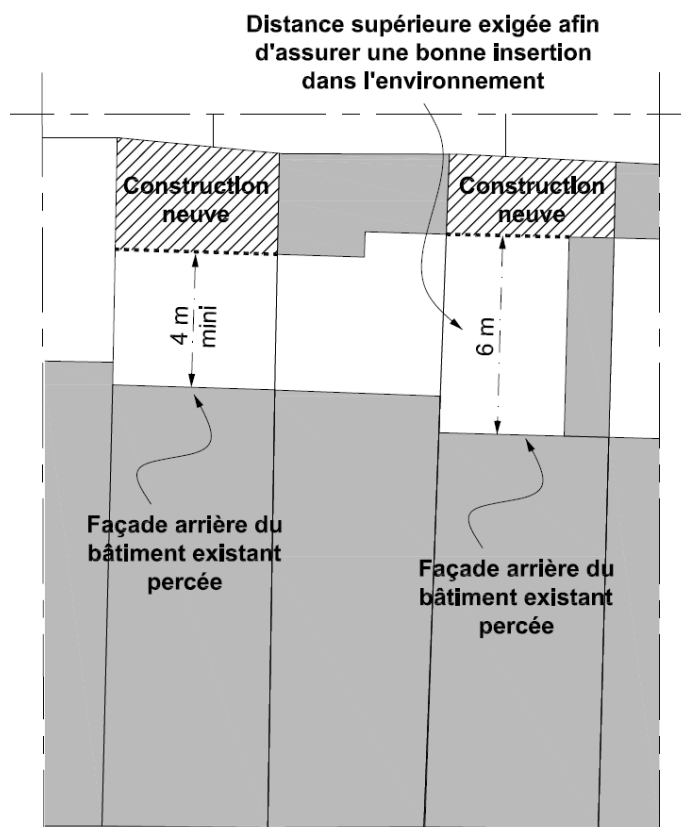 Distance supérieure exigée afin
d'assurer une bonne insertion
dans l'environnement
Construction
neuve
Construction
neuve
4 m
mini
6 m
Façade arrière du
bâtiment existant
percée
Façade arrière du
bâtiment existant
percée